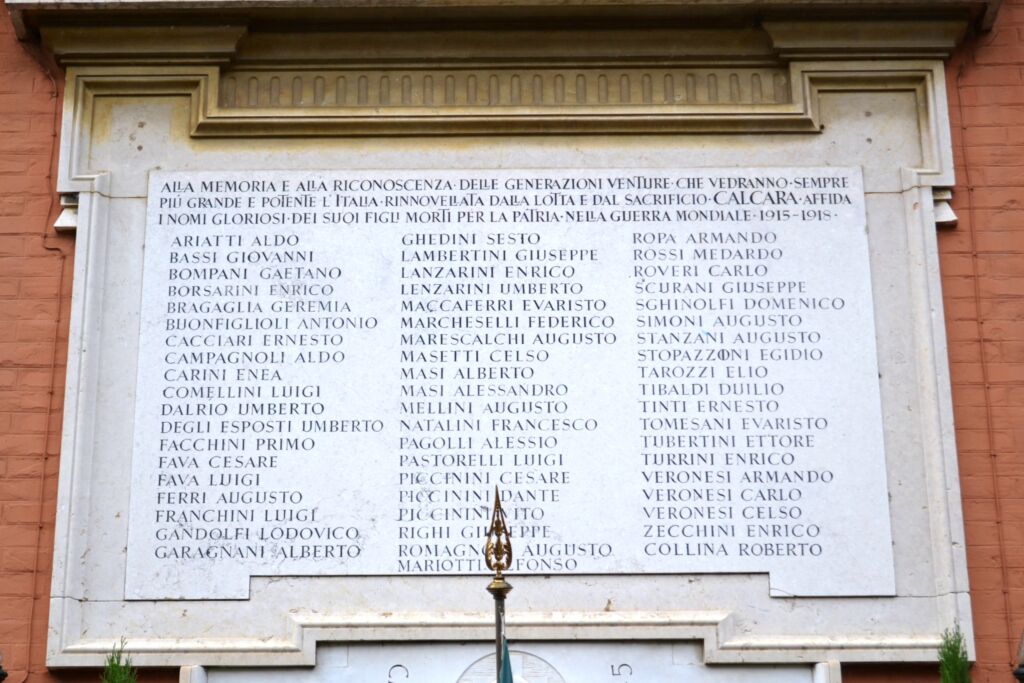 ALLA MEMORIA E ALLA RICONOSCENZA·DELLE GENERAZIONI VENTURE·CHE VEDRANNO·SEMPRE
PIÚ GRANDE E POTENTE L'ITALIA·RINNOVELLATA DALLA LOTTA E DAL SACRIFICIO·CALCARA·AFFIDA
I NOMI GLORIOSI·DEI SUOI FIGLI MORTI PER LA PATRIA·NELLA GUERRA MONDIALE·1915-1918·
ARIATTI ALDO
BASSI GIOVANNI
BOMPANI GAETANO
BORSARINI ENRICO
BRAGAGLIA GEREMIA
BUONFIGLIOLI ANTONIO
CACCIARI ERNESTO
CAMPAGNOLI ALDO
CARINI ENEA
COMELLINI LUIGI
DALRIO UMBERTO
DEGLI ESPOSTI UMBERTO
FACCHINI PRIMO
FAVA CESARE
FAVA LUIGI
FERRI AUGUSTO
FRANCHINI LUIGI
GANDOLFI LODOVICO
GARAGNANI ALBERTO
GHEDINI SESTO
LAMBERTINI GIUSEPPE
LANZARINI ENRICO
LENZARINI UMBERTO
MACCAFERRI EVARISTO
MARCHESELLI FEDERICO
MARESCALCHI AUGUSTO
MASETTI CELSO
MASI ALBERTO
MASI ALESSANDRO
MELLINI AUGUSTO
NATALINI FRANCESCO
PAGOLLI ALESSIO
PASTORELLI LUIGI
PICCININI CESARE
PICCININI DANTE
PICCININI VITO
RIGHI GIUSEPPE
AUGUSTO
MARIOTTI ALFONSO
ROPA ARMANDO
ROSSI MEDARDO
ROVERI CARLO
SCURANI GIUSEPPE
SGHINOLFI DOMENICO
SIMONI AUGUSTO
STANZANI AUGUSTO
STOPAZZONI EGIDIO
TAROZZI ELIO
TIBALDI DUILIO
TINTI ERNESTO
TOMESANI EVARISTO
TUBERTINI ETTORE
TURRINI ENRICO
VERONESI ARMANDO
VERONESI CARLO
VERONESI CELSO
ZECCHINI ENRICO
COLLINA ROBERTO